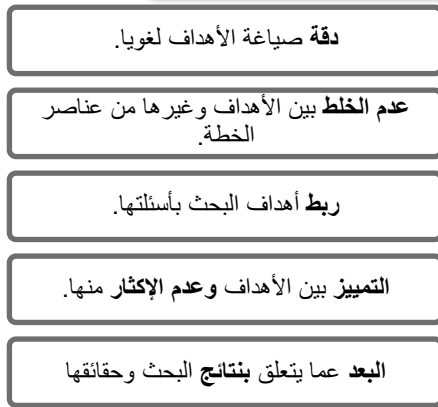 دقة صياغة الأهداف لغويا.
عدم الخلط بين الأهداف وغيرها من عناصر
الخطة.
ربط أهداف البحث بأسئلتها.
التمييز بين الأهداف وعدم الإكثار منها.
البعد عما يتعلق بنتائج البحث وحقائقها